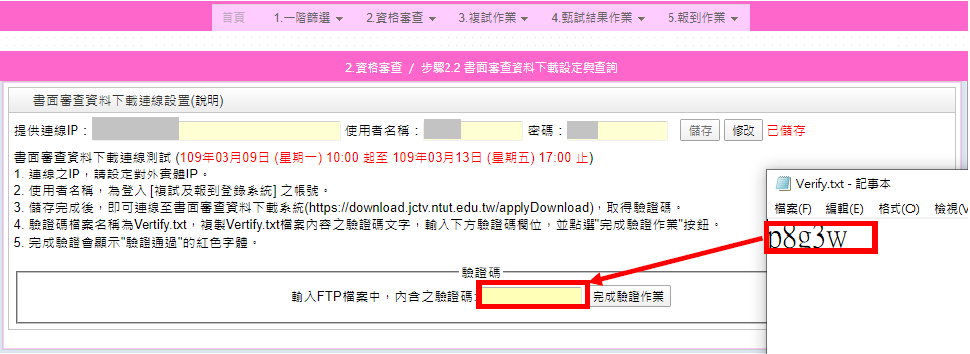 首頁 1.一階篩選 2.資格審查 3.複試作業 4.甄試結果作業 5.報到作業
2.資格審查 / 步驟2.2 書面審查資料下載設定與查詢
書面審查資料下載連線設置(說明)
提供連線IP： 使用者名稱： 密碼： 儲存 修改 已儲存
書面審查資料下載連線測試 (109年03月09日 (星期一) 10:00 起至 109年03月13日 (星期五) 17:00 止)
1. 連線之IP，請設定對外實體IP。
2. 使用者名稱，為登入 [複試及報到登錄系統] 之帳號。
3. 儲存完成後，即可連線至書面審查資料下載系統(https://download.jctv.ntut.edu.tw/applyDownload)，取得驗證碼。
4. 驗證碼檔案名稱為Vertify.txt，複製Vertify.txt檔案內容之驗證碼文字，輸入下方驗證碼欄位，並點選"完成驗證作業"按鈕。
5. 完成驗證會顯示"驗證通過"的紅色字體。
驗證碼
輸入FTP檔案中，內含之驗證碼: 完成驗證作業
Verify.txt - 記事本
檔案(F) 編輯(E) 格式(O) 檢視(V)
p8g3w